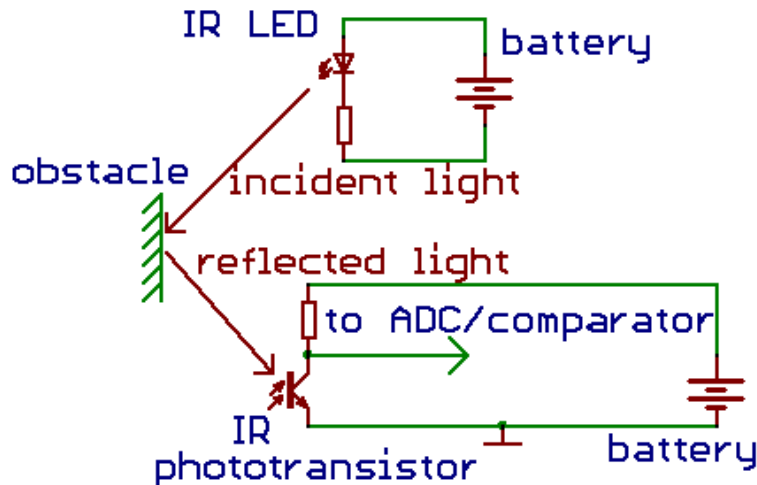 IR LED
battery
obstacle
incident light
reflected light
to ADC/comparator
IR
phototransistor
battery